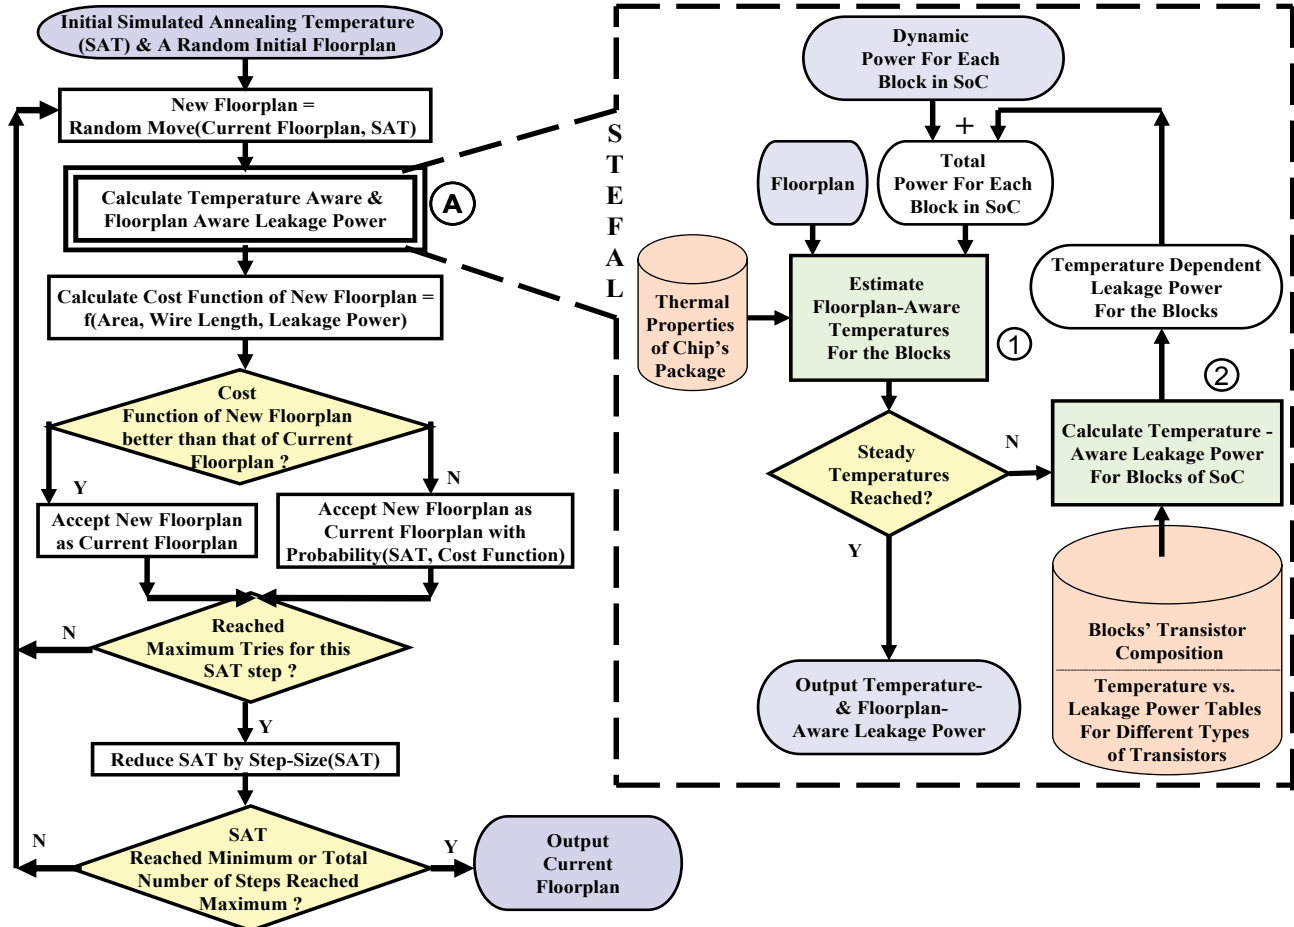 Initial Simulated Annealing Temperature
(SAT) & A Random Initial Floorplan
New Floorplan =
Random Move(Current Floorplan, SAT)
Calculate Temperature Aware &
Floorplan Aware Leakage Power
A
Calculate Cost Function of New Floorplan =
f(Area, Wire Length, Leakage Power)
Cost
Function of New Floorplan
better than that of Current
Floorplan ?
Y
N
Accept New Floorplan
as Current Floorplan
Accept New Floorplan as
Current Floorplan with
Probability(SAT, Cost Function)
Reached
Maximum Tries for this
SAT step ?
N
Y
Reduce SAT by Step-Size(SAT)
SAT
Reached Minimum or Total
Number of Steps Reached
Maximum ?
N
Y
Output
Current
Floorplan
S
T
E
F
A
L
Dynamic
Power For Each
Block in SoC
+
Floorplan
Total
Power For Each
Block in SoC
Thermal
Properties
of Chip's
Package
Estimate
Floorplan-Aware
Temperatures
For the Blocks
1
Temperature Dependent
Leakage Power
For the Blocks
2
Steady
Temperatures
Reached?
N
Y
Calculate Temperature -
Aware Leakage Power
For Blocks of SoC
Blocks' Transistor
Composition
Temperature vs.
Leakage Power Tables
For Different Types
of Transistors
Output Temperature-
& Floorplan-
Aware Leakage Power